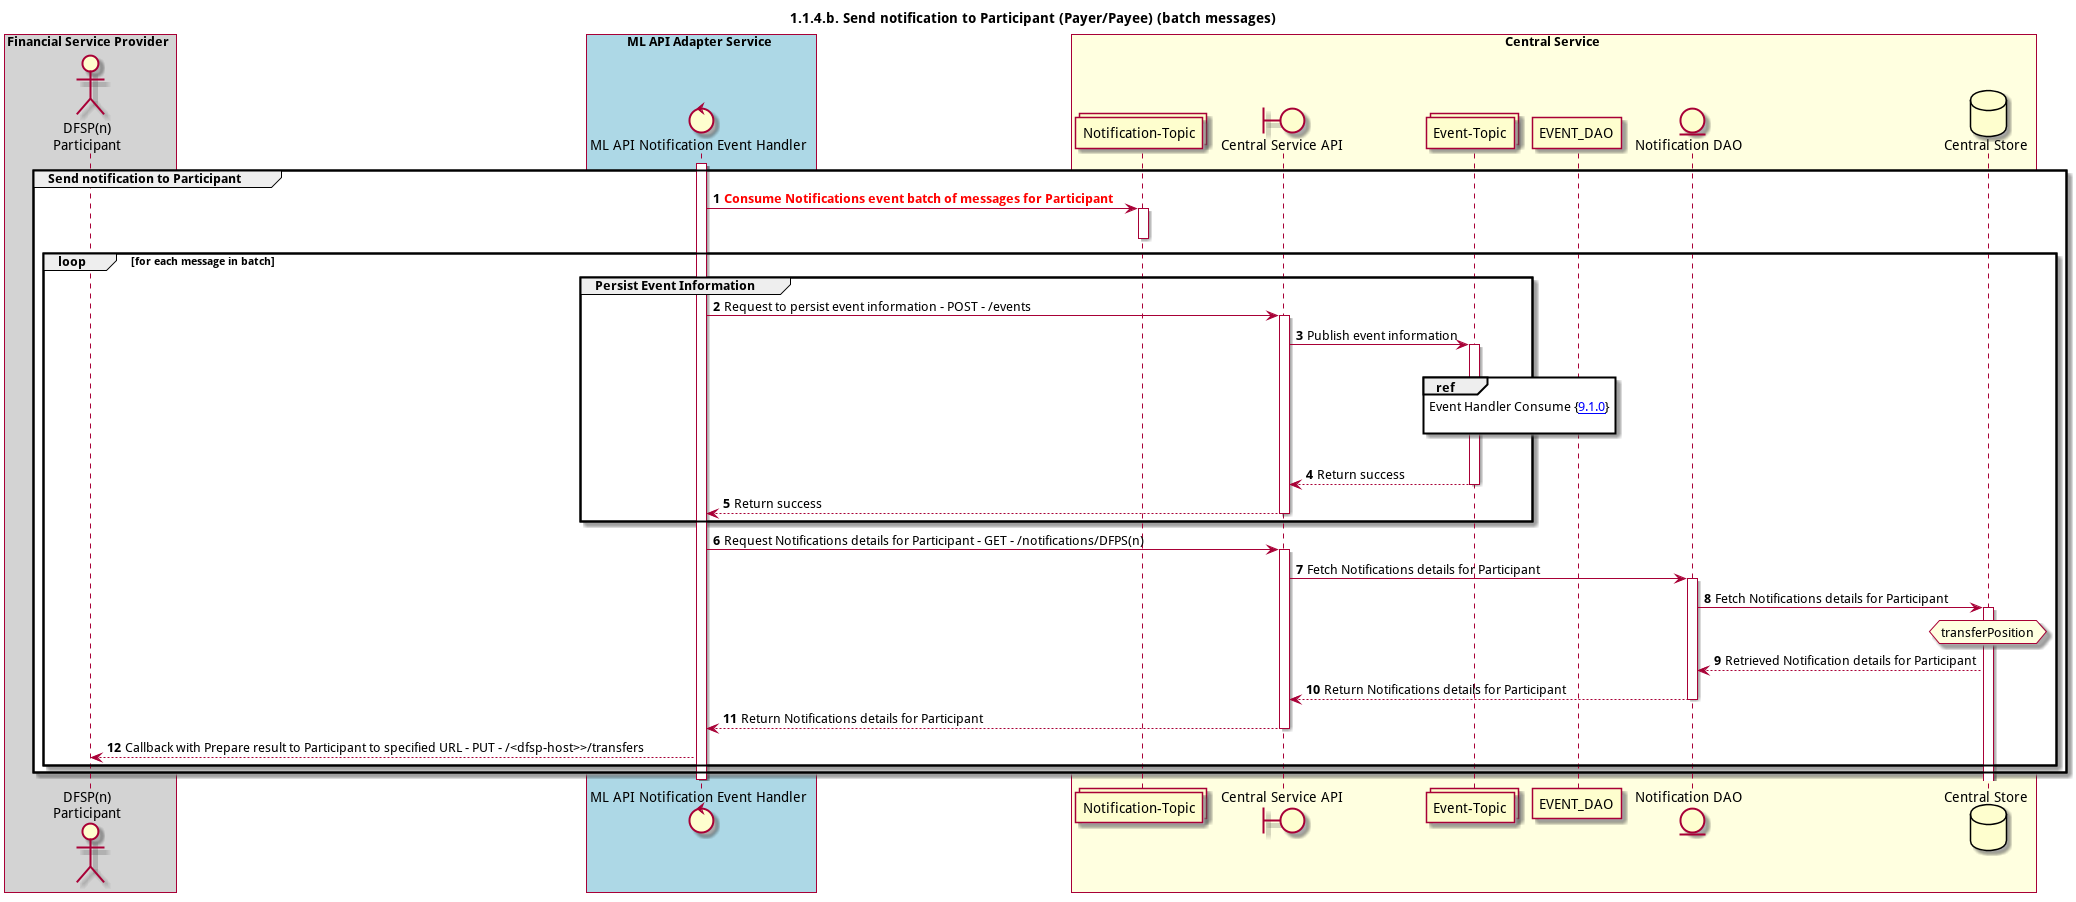 1.1.4.b. Send notification to Participant (Payer/Payee) (batch messages)
Financial Service Provider
ML API Adapter Service
Central Service
DFSP(n)
Participant
ML API Notification Event Handler
Notification-Topic
Central Service API
Event-Topic
EVENT_DAO
Notification DAO
Central Store
Send notification to Participant
1 Consume Notifications event batch of messages for Participant
loop [for each message in batch]
Persist Event Information
2 Request to persist event information - POST - /events
3 Publish event information
ref
Event Handler Consume {9.1.0}
4 Return success
5 Return success
6 Request Notifications details for Participant - GET - /notifications/DFPS(n)
7 Fetch Notifications details for Participant
8 Fetch Notifications details for Participant
transferPosition
9 Retrieved Notification details for Participant
10 Return Notifications details for Participant
11 Return Notifications details for Participant
12 Callback with Prepare result to Participant to specified URL - PUT - /<dfsp-host>>/transfers
DFSP(n)
Participant
ML API Notification Event Handler
Notification-Topic
Central Service API
Event-Topic
EVENT_DAO
Notification DAO
Central Store